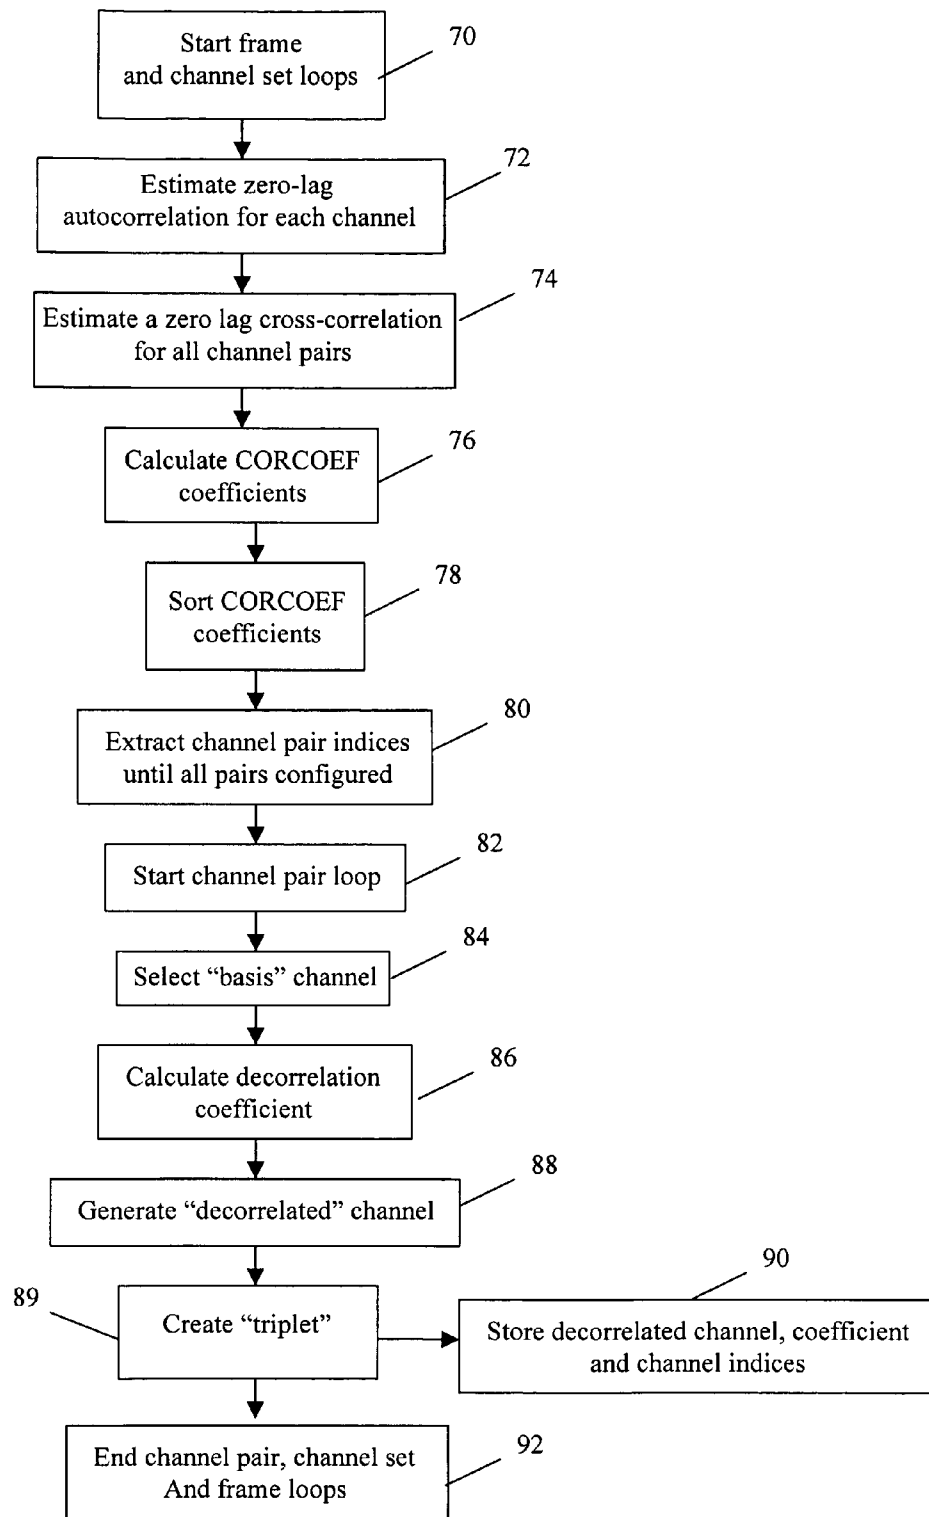 Start frame
and channel set loops
70
Estimate zero-lag
autocorrelation for each channel
72
Estimate a zero lag cross-correlation
for all channel pairs
74
Calculate CORCOEF
coefficients
76
Sort CORCOEF
coefficients
78
Extract channel pair indices
until all pairs configured
80
Start channel pair loop
82
Select “basis” channel
84
Calculate decorrelation
coefficient
86
Generate “decorrelated” channel
88
89
Create “triplet”
90
Store decorrelated channel, coefficient
and channel indices
End channel pair, channel set
And frame loops
92